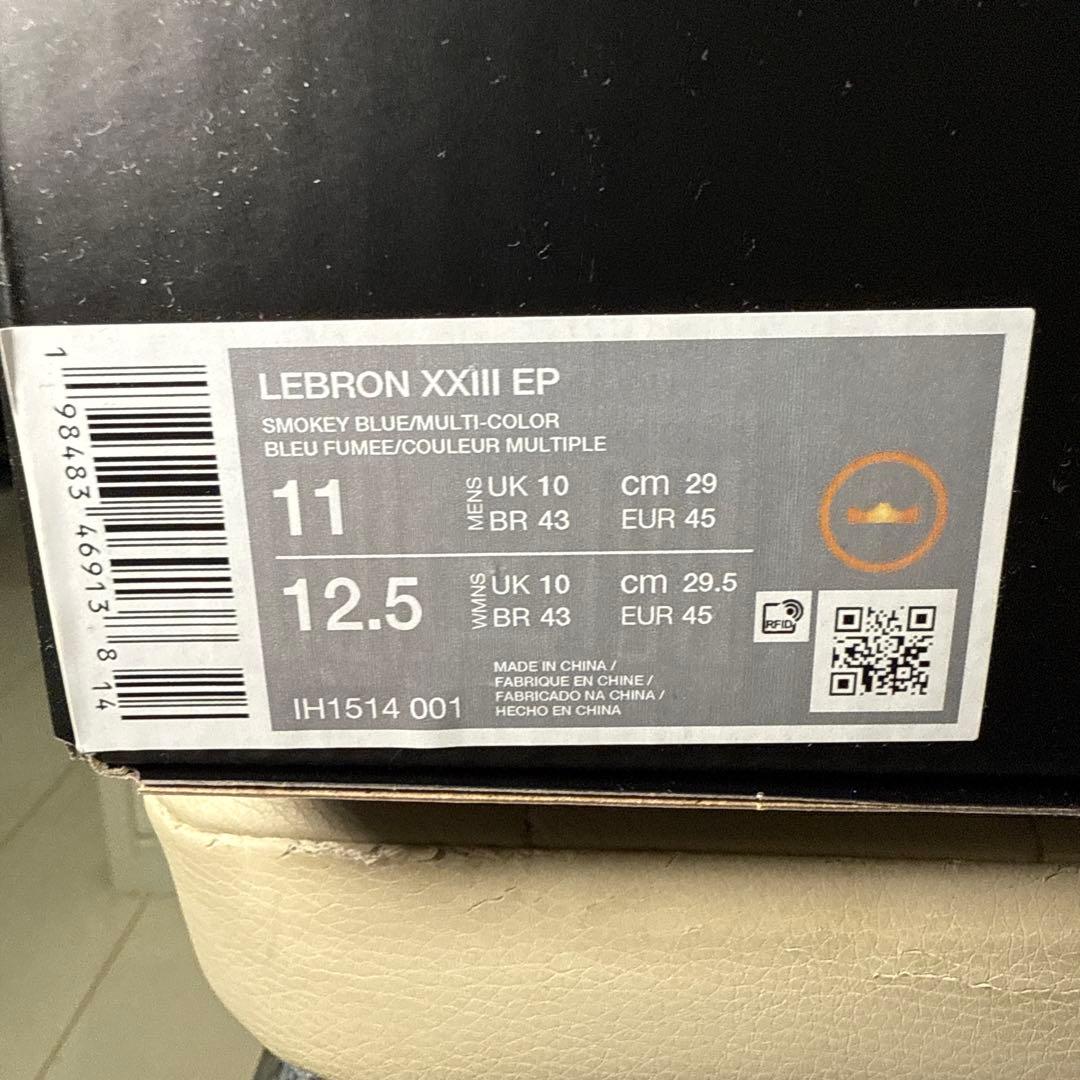 1 98483 46913 8 14
LEBRON XXIII EP
SMOKEY BLUE/MULTI-COLOR
BLEU FUMEE/COULEUR MULTIPLE
11 MENS UK 10 cm 29
BR 43 EUR 45
12.5 WMNS UK 10 cm 29.5
BR 43 EUR 45
RFID
MADE IN CHINA /
FABRIQUE EN CHINE /
FABRICADO NA CHINA /
HECHO EN CHINA
IH1514 001